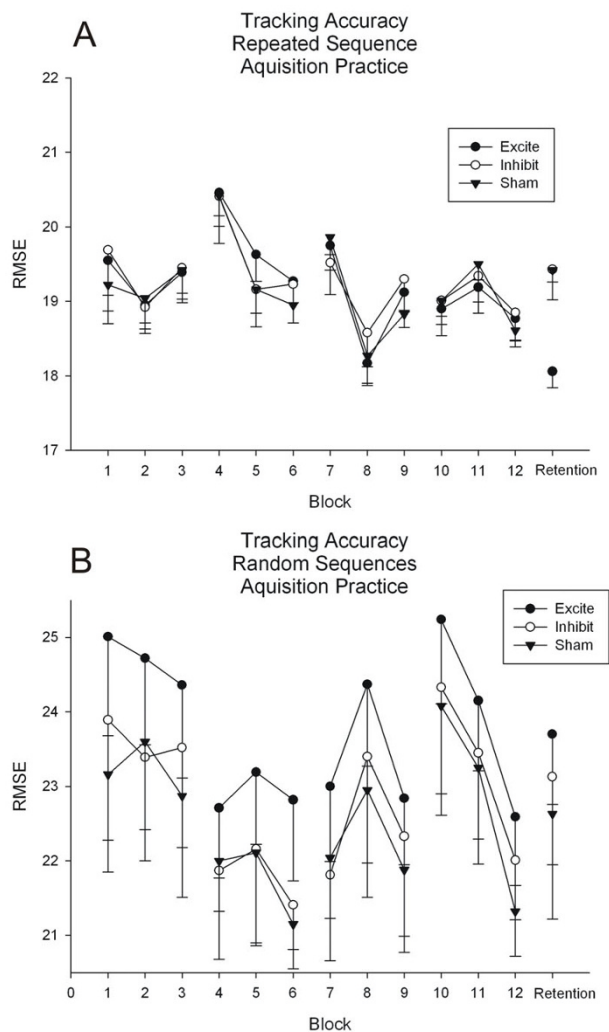 A
Tracking Accuracy
Repeated Sequence
Aquisition Practice
22
21
20
19
18
17
RMSE
Excite
Inhibit
Sham
1 2 3 4 5 6 7 8 9 10 11 12 Retention
Block
B
Tracking Accuracy
Random Sequences
Aquisition Practice
25
24
23
22
21
RMSE
Excite
Inhibit
Sham
0 1 2 3 4 5 6 7 8 9 10 11 12 Retention
Block